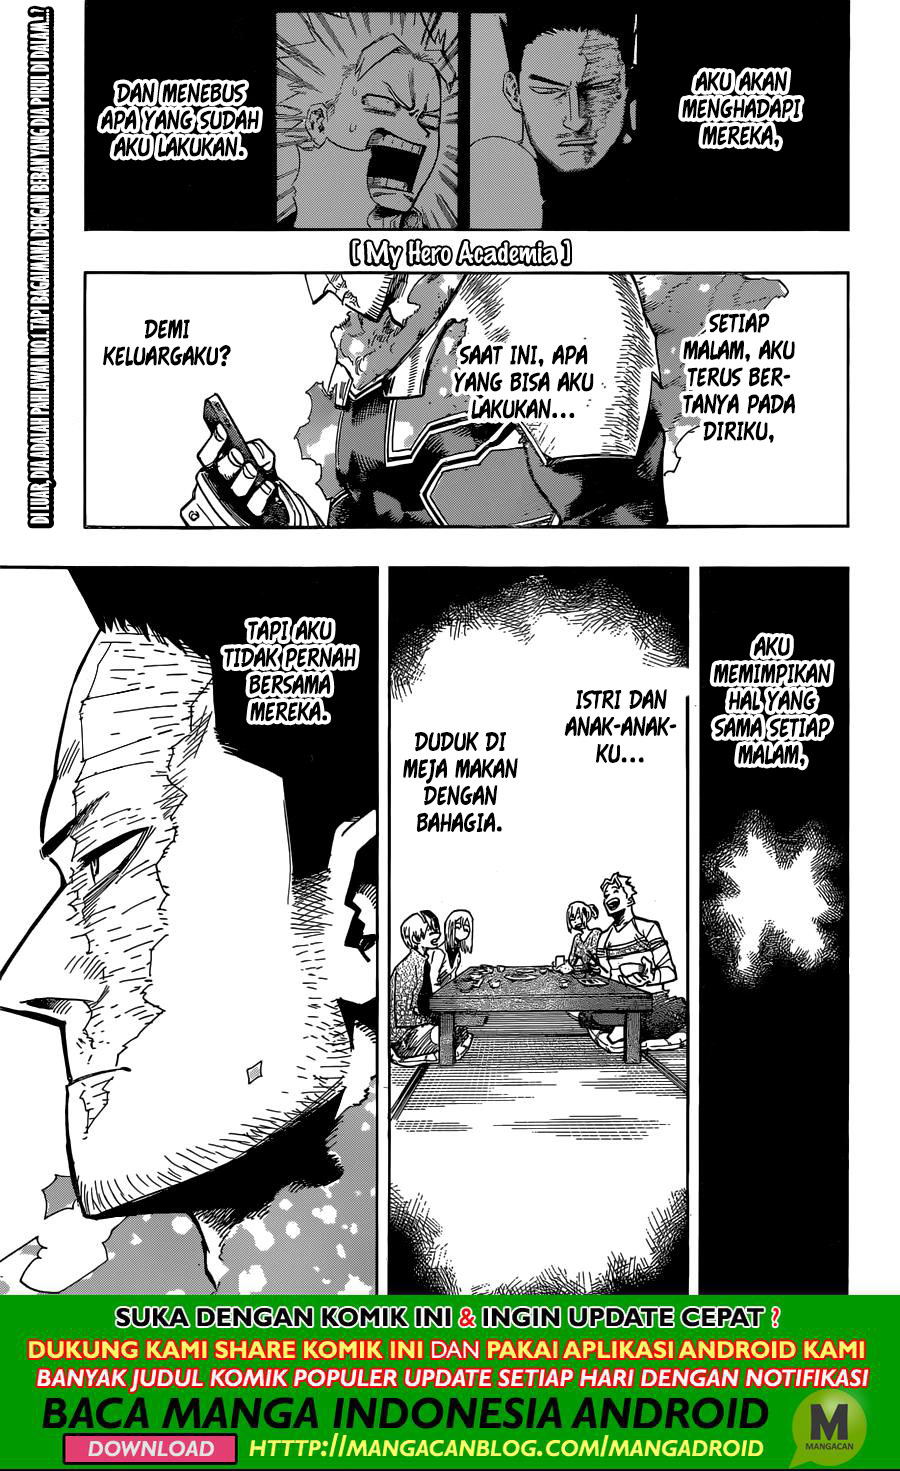 DI LUAR, DIA ADALAH PAHLAWAN NO.1, TAPI BAGAIMANA DENGAN BEBAN YANG DIA PIKUL DI DALAM..!?
AKU AKAN
MENGHADAPI
MEREKA,
DAN MENEBUS
APA YANG SUDAH
AKU LAKUKAN.
[ My Hero Academia ]
SETIAP
MALAM, AKU
TERUS BER-
TANYA PADA
DIRIKU,
SAAT INI, APA
YANG BISA AKU
LAKUKAN...
DEMI
KELUARGAKU?
AKU
MEMIMPIKAN
HAL YANG
SAMA SETIAP
MALAM,
ISTRI DAN
ANAK-ANAK-
KU...
DUDUK DI
MEJA MAKAN
DENGAN
BAHAGIA.
TAPI AKU
TIDAK PERNAH
BERSAMA
MEREKA.
SUKA DENGAN KOMIK INI & INGIN UPDATE CEPAT ?
DUKUNG KAMI SHARE KOMIK INI DAN PAKAI APLIKASI ANDROID KAMI
BANYAK JUDUL KOMIK POPULER UPDATE SETIAP HARI DENGAN NOTIFIKASI
BACA MANGA INDONESIA ANDROID
DOWNLOAD HTTTP://MANGACANBLOG.COM/MANGADROID
M
MANGACAN